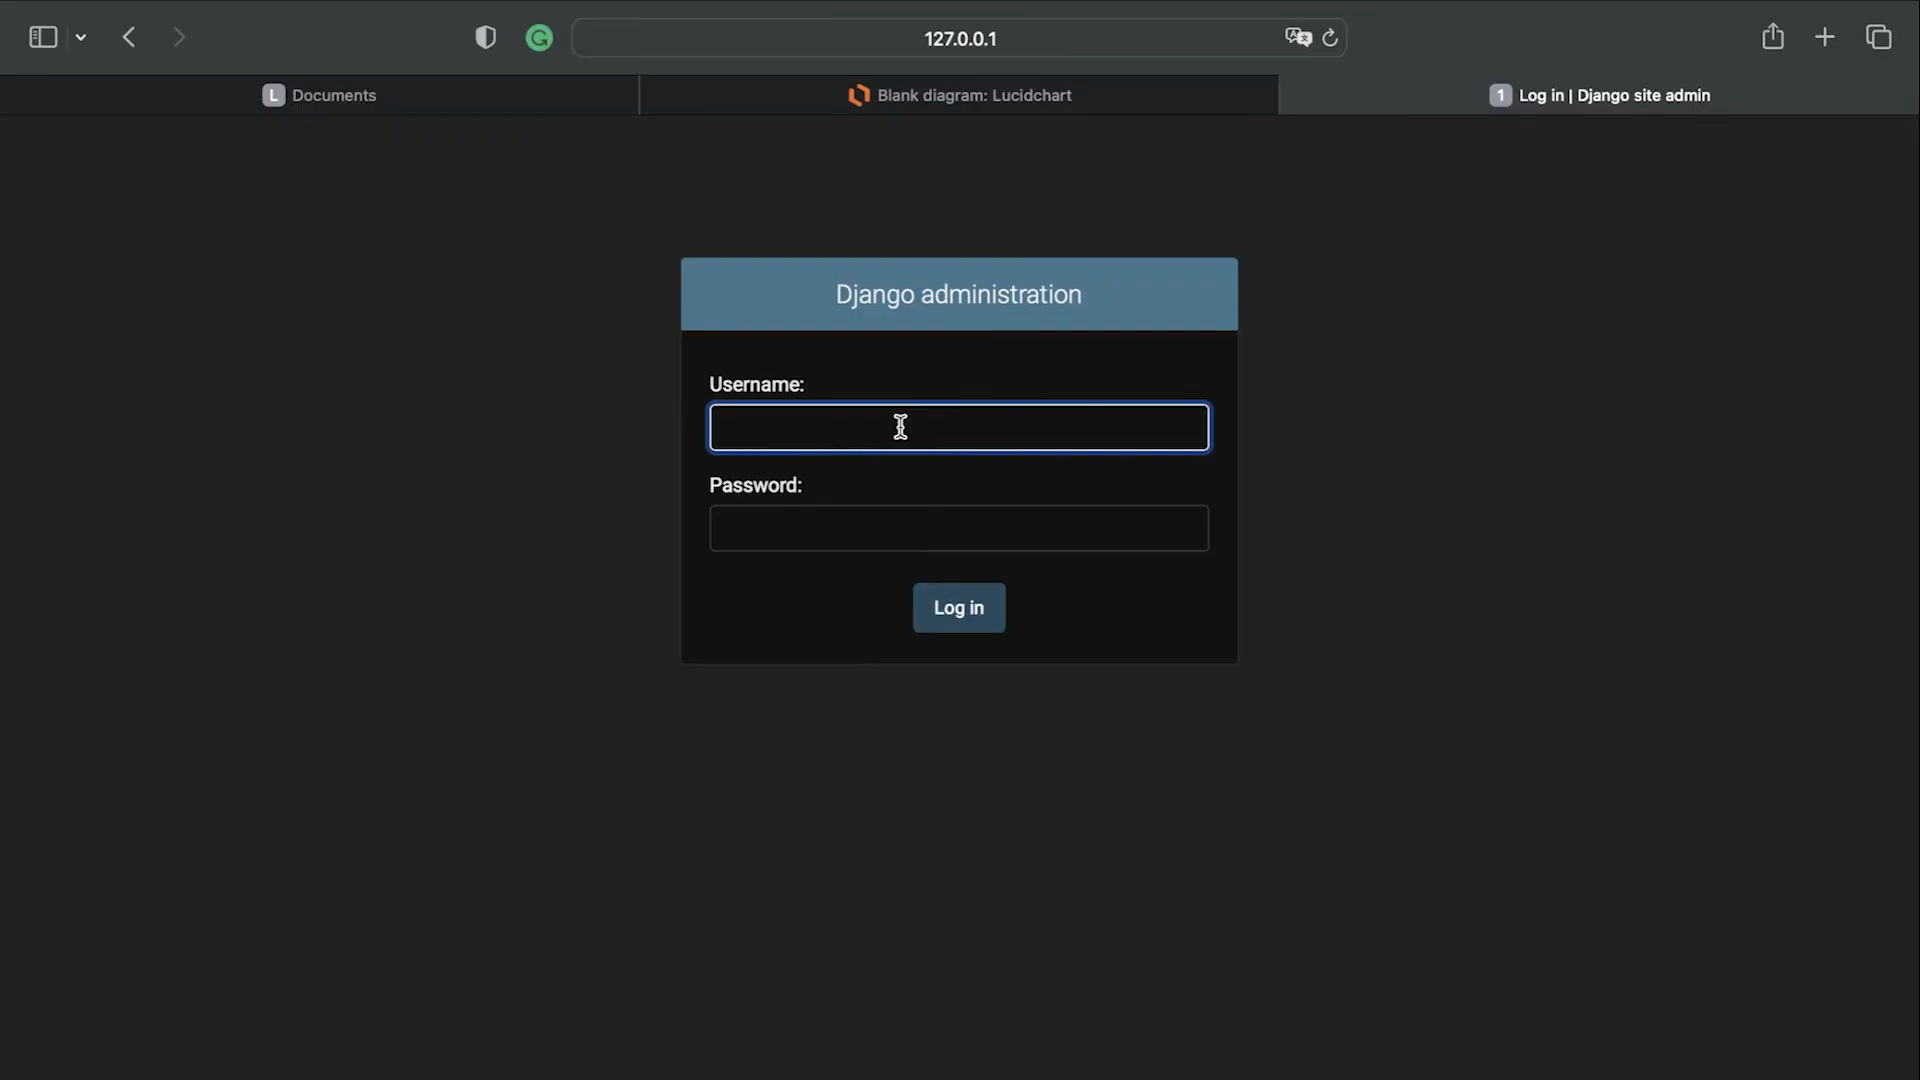 127.0.0.1
L Documents
Blank diagram: Lucidchart
1 Log in | Django site admin
Django administration
Username:
Password:
Log in